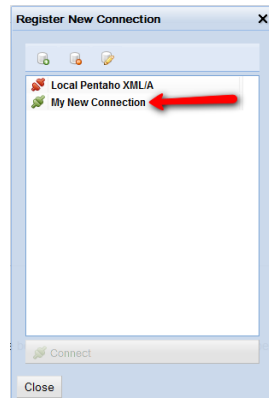 Register New Connection
Local Pentaho XML/A
My New Connection
Connect
Close